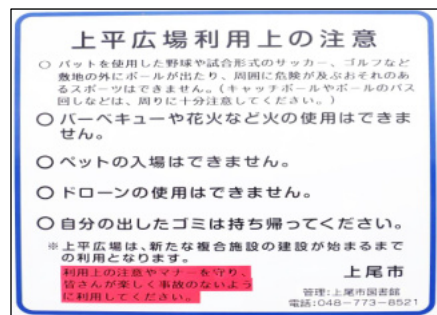 上平広場利用上の注意
○ バットを使用した野球や試合形式のサッカー、ゴルフなど
敷地の外にボールが出たり、周囲に危険が及ぶおそれのあ
るスポーツはできません。(キャッチボールやボールのパス
回しなどは、周りに十分注意してください。)
○ バーベキューや花火など火の使用はできま
せん。
○ ペットの入場はできません。
○ ドローンの使用はできません。
○ 自分の出したゴミは持ち帰ってください。
※上平広場は、新たな複合施設の建設が始まるまで
の利用となります。
利用上の注意やマナーを守り、
皆さんが楽しく事故のないよう
に利用してください。
上尾市
管理:上尾市図書館
電話:048-773-8521